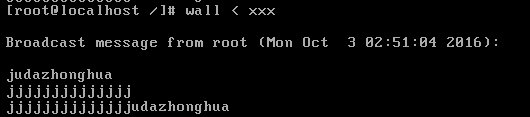 [root@localhost /]# wall < xxx
Broadcast message from root (Mon Oct  3 02:51:04 2016):
judazhonghua
jjjjjjjjjjjjjj
jjjjjjjjjjjjjjudazhonghua